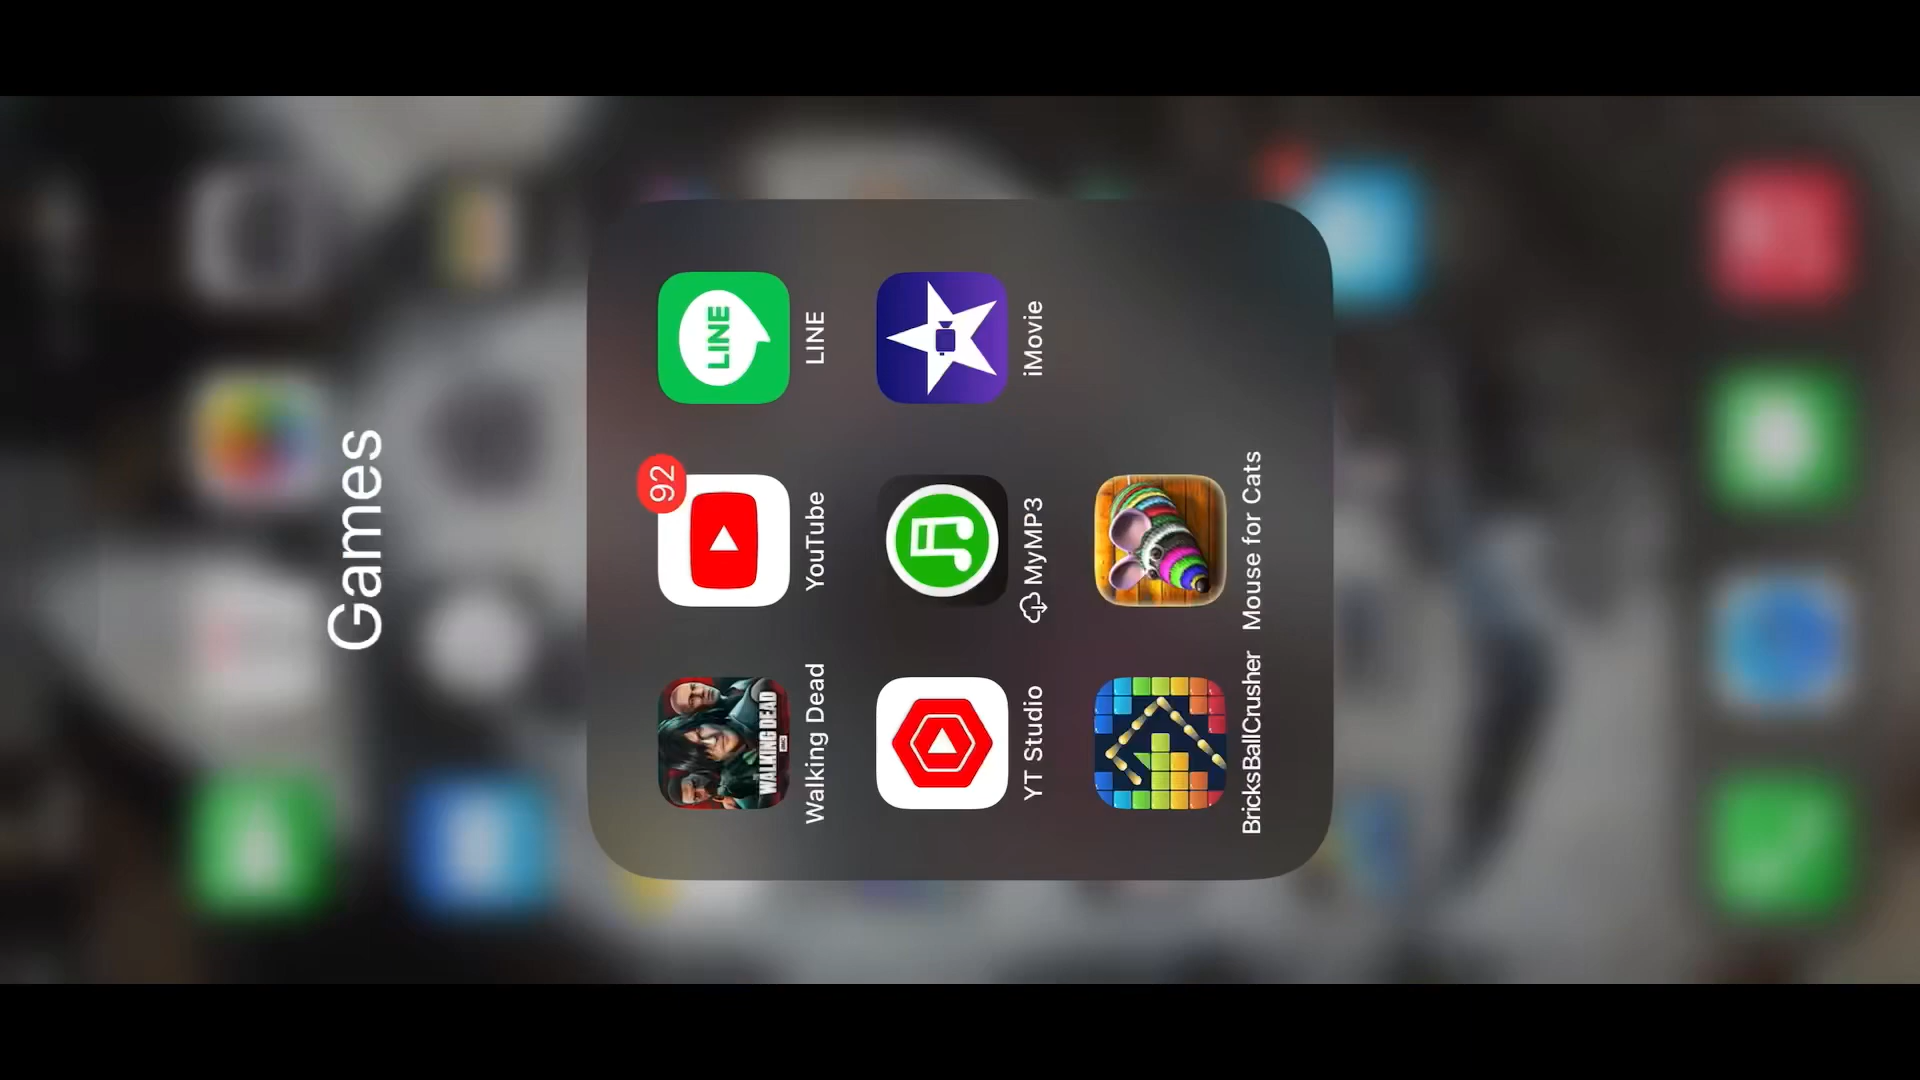 Games
WALKING DEAD
92
LINE
Walking Dead
YouTube
LINE
YT Studio
MyMP3
iMovie
BricksBallCrusher
Mouse for Cats